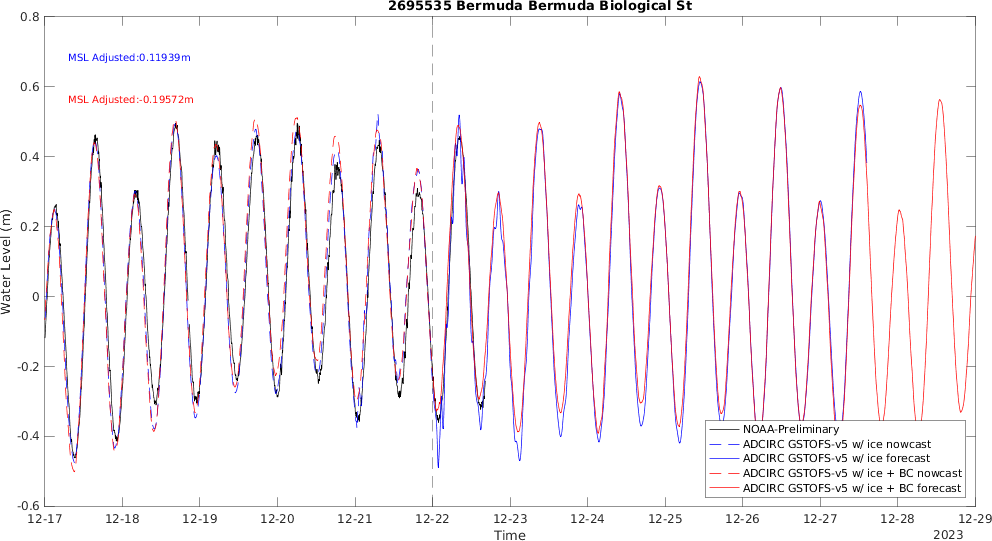 2695535 Bermuda Bermuda Biological St
0.8
MSL Adjusted:0.11939m
0.6
MSL Adjusted:-0.19572m
0.4
0.2
Water Level (m)
0
-0.2
-0.4
-0.6
NOAA-Preliminary
ADCIRC GSTOFS-v5 w/ ice nowcast
ADCIRC GSTOFS-v5 w/ ice forecast
ADCIRC GSTOFS-v5 w/ ice + BC nowcast
ADCIRC GSTOFS-v5 w/ ice + BC forecast
12-17 12-18 12-19 12-20 12-21 12-22 12-23 12-24 12-25 12-26 12-27 12-28 12-29
Time
2023